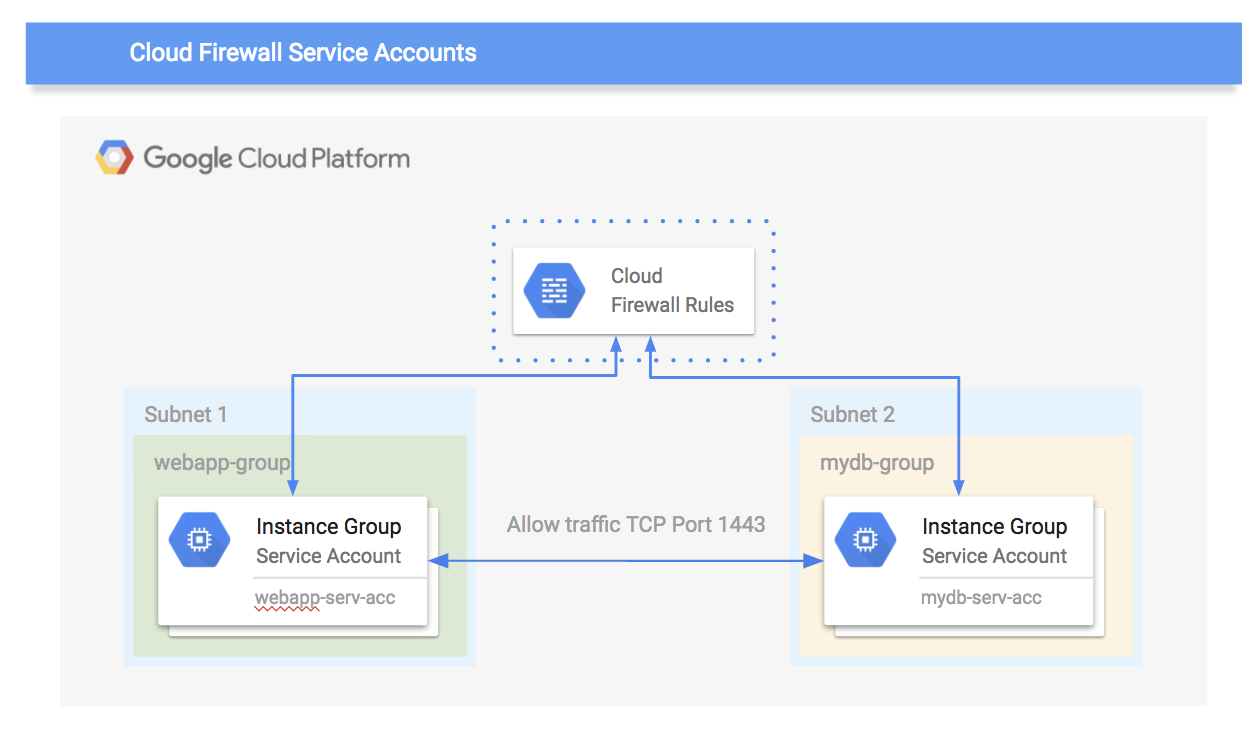 Cloud Firewall Service Accounts
Google Cloud Platform
Cloud
Firewall Rules
Subnet 1
webapp-group
Instance Group
Service Account
webapp-serv-acc
Allow traffic TCP Port 1443
Subnet 2
mydb-group
Instance Group
Service Account
mydb-serv-acc